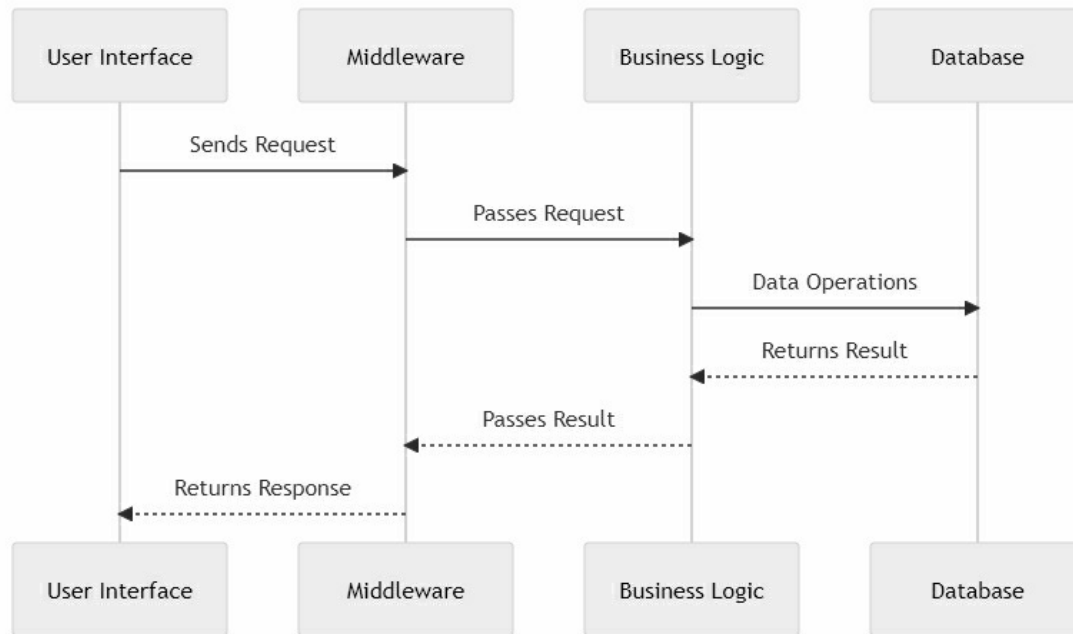 User Interface Middleware Business Logic Database
Sends Request
Passes Request
Data Operations
Returns Result
Passes Result
Returns Response
User Interface Middleware Business Logic Database